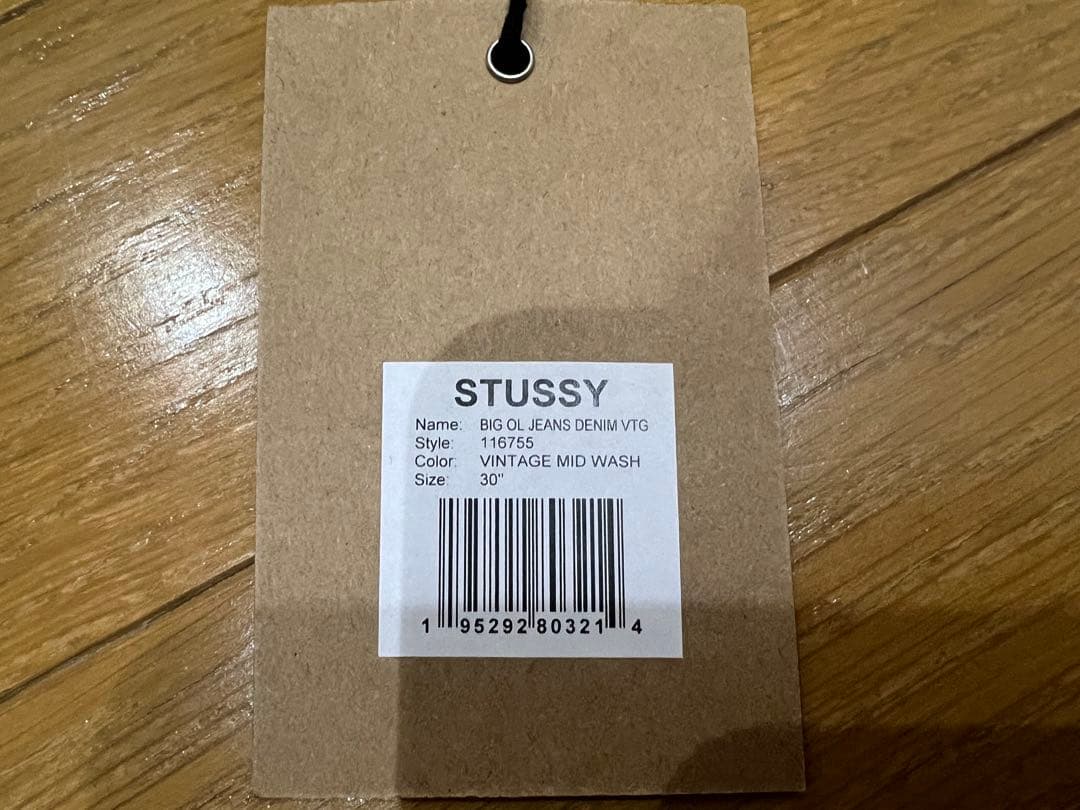 STUSSY
Name: BIG OL JEANS DENIM VTG
Style: 116755
Color: VINTAGE MID WASH
Size: 30"
1 95292 80321 4